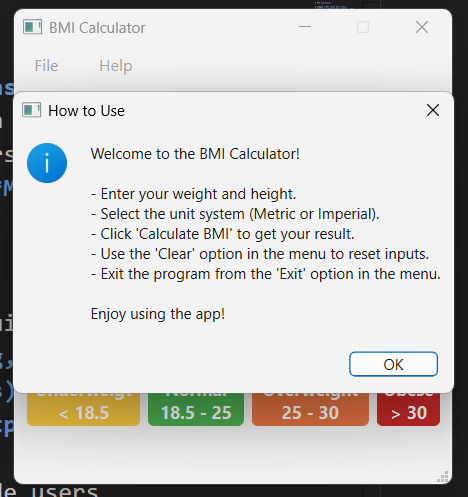 BMI Calculator
File Help
How to Use
Welcome to the BMI Calculator!
- Enter your weight and height.
- Select the unit system (Metric or Imperial).
- Click 'Calculate BMI' to get your result.
- Use the 'Clear' option in the menu to reset inputs.
- Exit the program from the 'Exit' option in the menu.
Enjoy using the app!
OK
Normal Overweight Obese
< 18.5 18.5 - 25 25 - 30 > 30
users